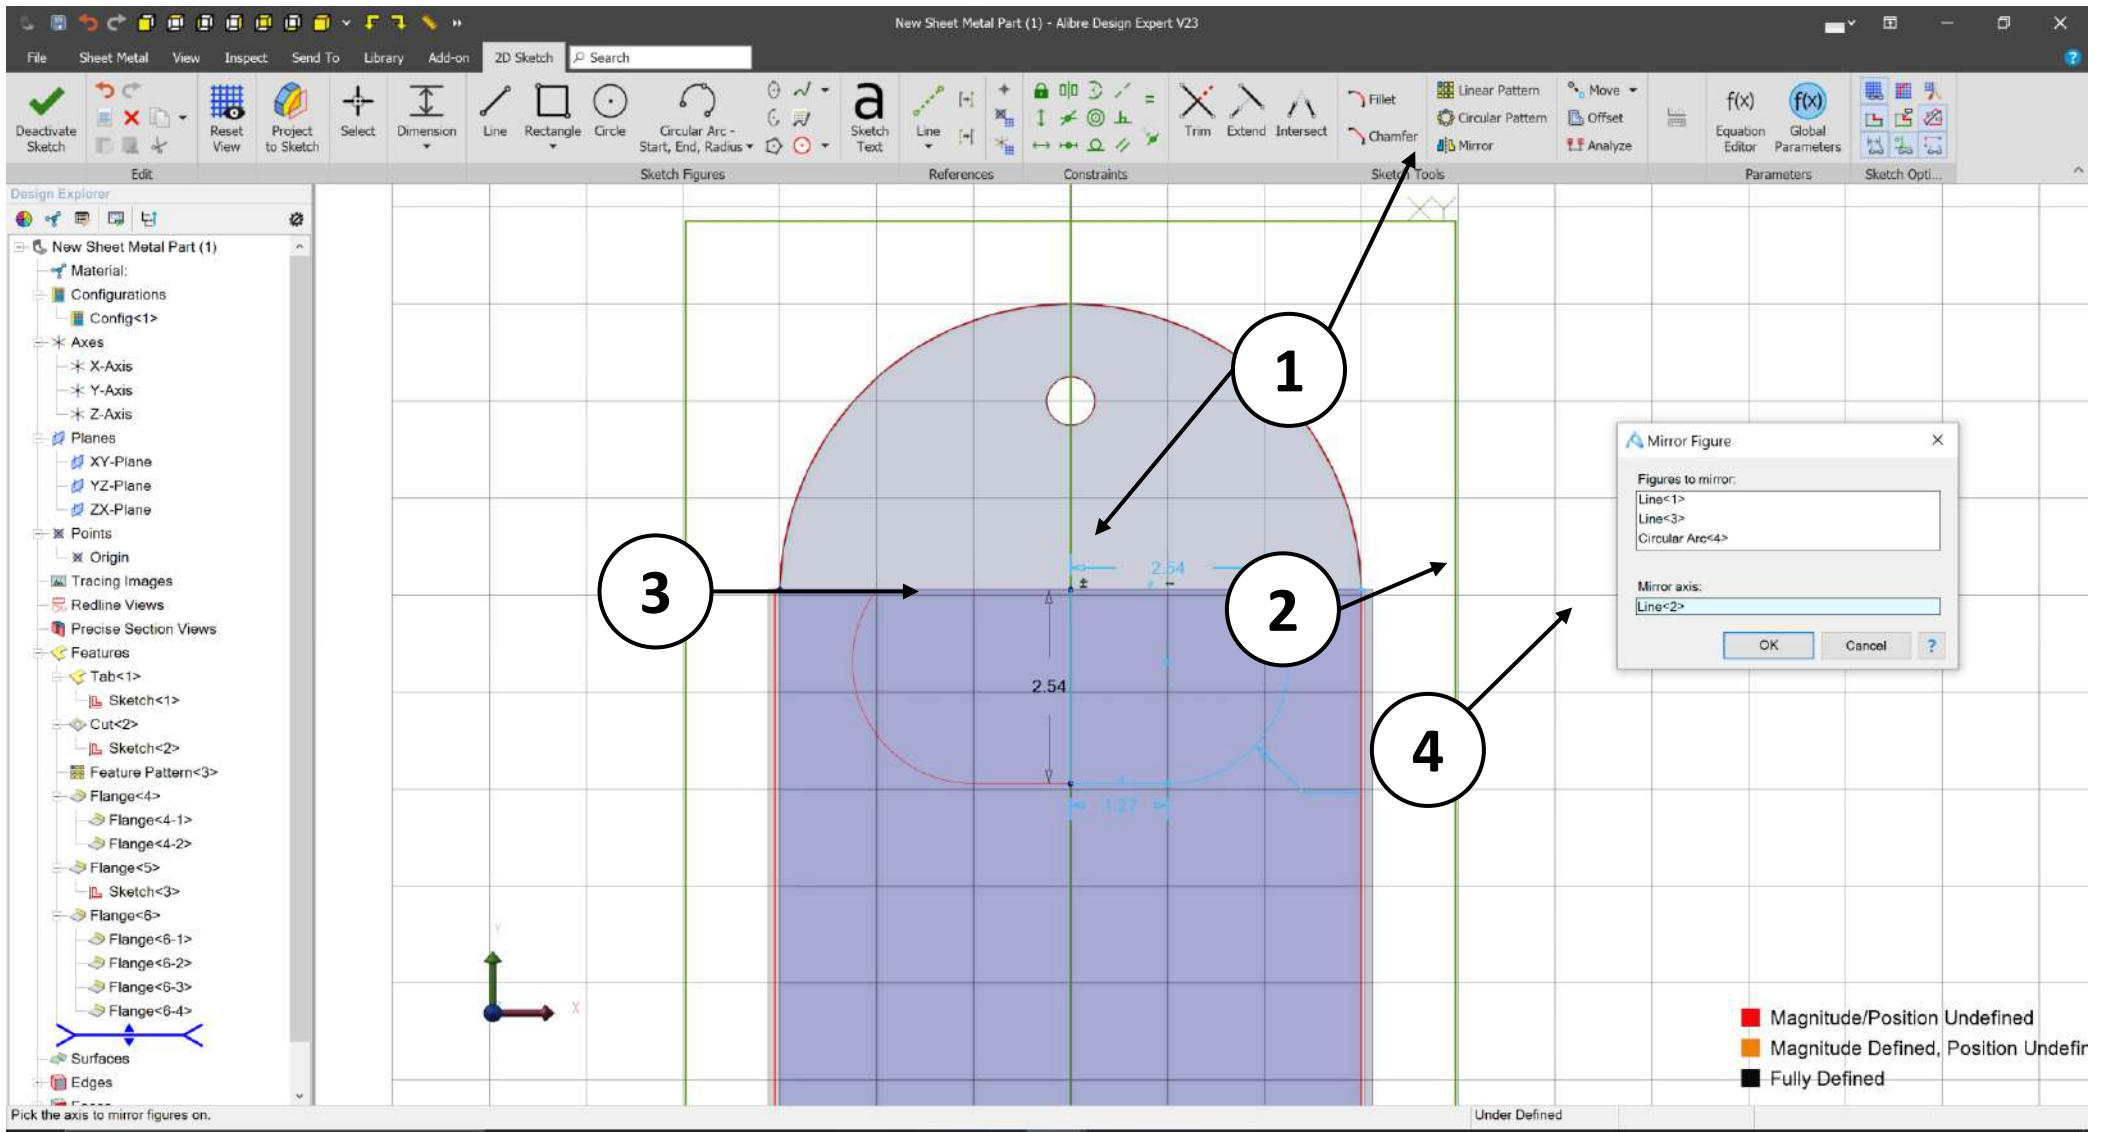 New Sheet Metal Part (1) - Alibre Design Expert V23
File Sheet Metal View Inspect Send To Library Add-on 2D Sketch Search
Deactivate Sketch
Reset View
Project to Sketch
Select
Dimension
Line
Rectangle
Circle
Circular Arc - Start, End, Radius
a
Sketch Text
Line
Trim
Extend
Intersect
Fillet
Chamfer
Linear Pattern
Circular Pattern
Mirror
Move
Offset
Analyze
f(x)
Equation Editor
f(x)
Global Parameters
Edit
Sketch Figures
References
Constraints
Sketch Tools
Parameters
Sketch Opti...
Design Explorer
New Sheet Metal Part (1)
Material:
Configurations
Config<1>
Axes
X-Axis
Y-Axis
Z-Axis
Planes
XY-Plane
YZ-Plane
ZX-Plane
Points
Origin
Tracing Images
Redline Views
Precise Section Views
Features
Tab<1>
Sketch<1>
Cut<2>
Sketch<2>
Feature Pattern<3>
Flange<4>
Flange<4-1>
Flange<4-2>
Flange<5>
Sketch<3>
Flange<6>
Flange<6-1>
Flange<6-2>
Flange<6-3>
Flange<6-4>
Surfaces
Edges
XY
1
2
3
4
2.54
2.54
1.27
Y
X
Mirror Figure
Figures to mirror:
Line<1>
Line<3>
Circular Arc<4>
Mirror axis:
Line<2>
OK Cancel ?
Magnitude/Position Undefined
Magnitude Defined, Position Undefin
Fully Defined
Pick the axis to mirror figures on.
Under Defined